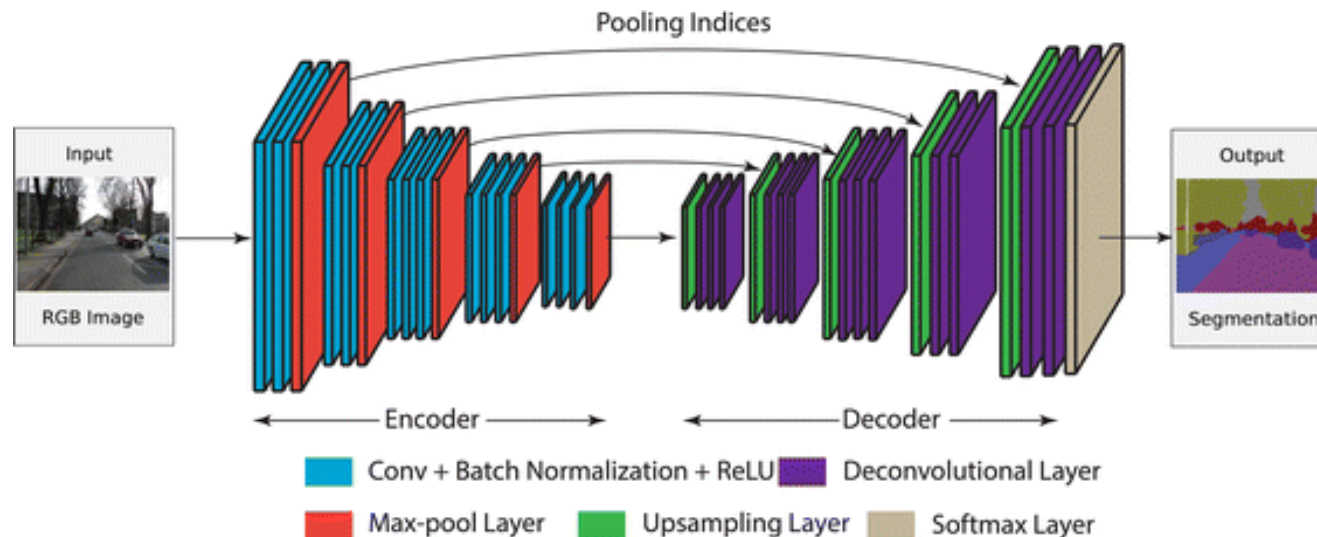 Pooling Indices
Input
RGB Image
Output
Segmentation
Encoder
Decoder
Conv + Batch Normalization + ReLU
Deconvolutional Layer
Max-pool Layer
Upsampling Layer
Softmax Layer